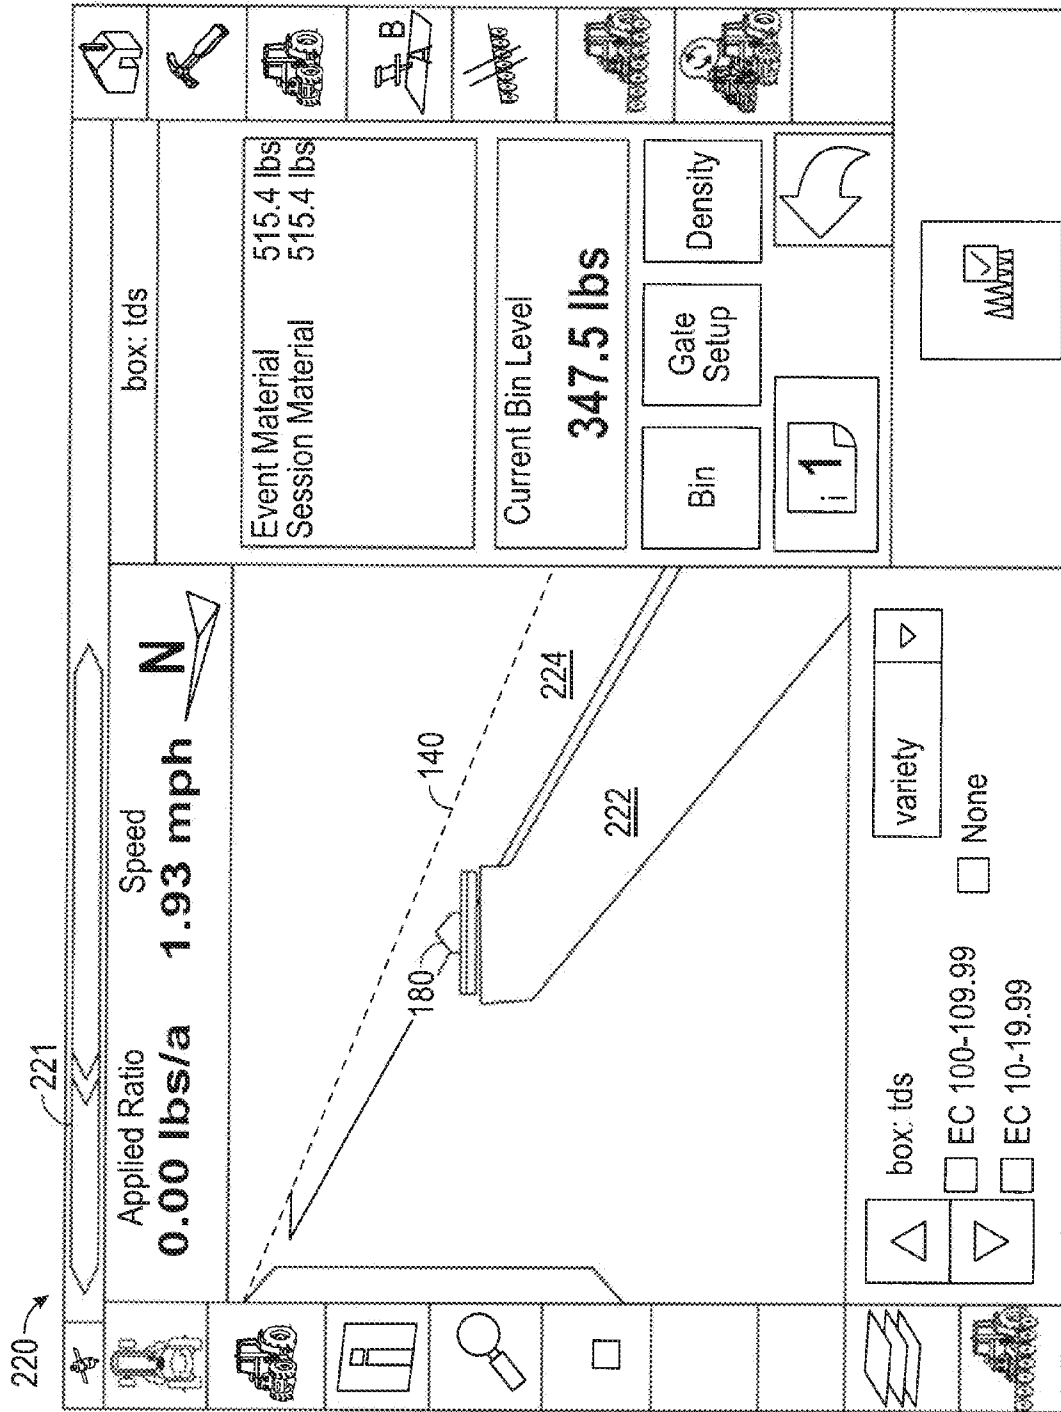 220
221
Applied Ratio
Speed
0.00 lbs/a
1.93 mph
N
box: tds
Event Material 515.4 lbs
Session Material 515.4 lbs
Current Bin Level
347.5 lbs
Bin
Gate
Setup
Density
i 1
A
B
140
180
224
222
i
box: tds
variety
EC 100-109.99
None
EC 10-19.99